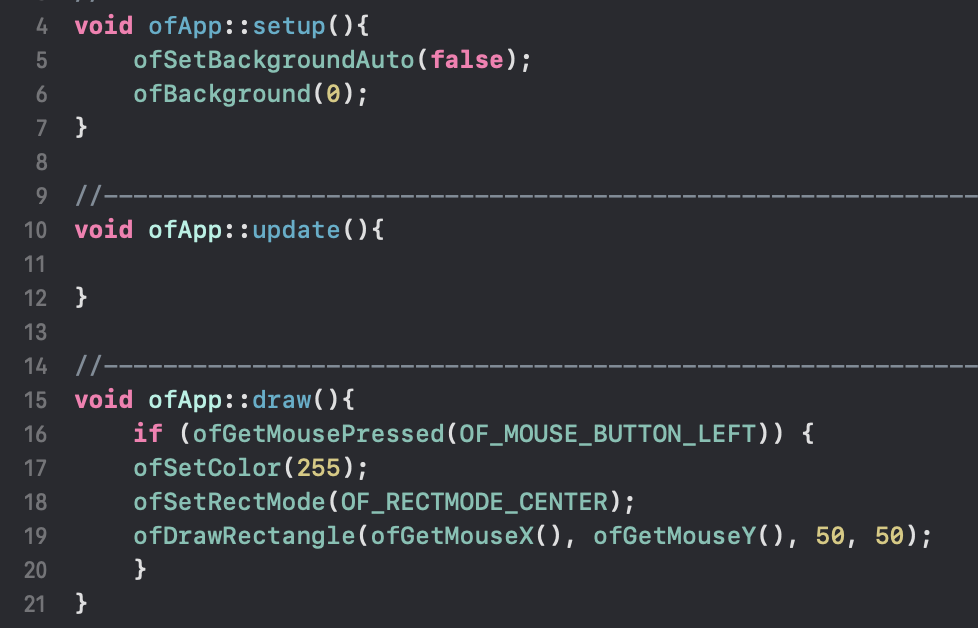 4 void ofApp::setup(){
5     ofSetBackgroundAuto(false);
6     ofBackground(0);
7 }
8
9 //--------------------------------------------------------------
10 void ofApp::update(){
11
12 }
13
14 //--------------------------------------------------------------
15 void ofApp::draw(){
16     if (ofGetMousePressed(OF_MOUSE_BUTTON_LEFT)) {
17     ofSetColor(255);
18     ofSetRectMode(OF_RECTMODE_CENTER);
19     ofDrawRectangle(ofGetMouseX(), ofGetMouseY(), 50, 50);
20     }
21 }